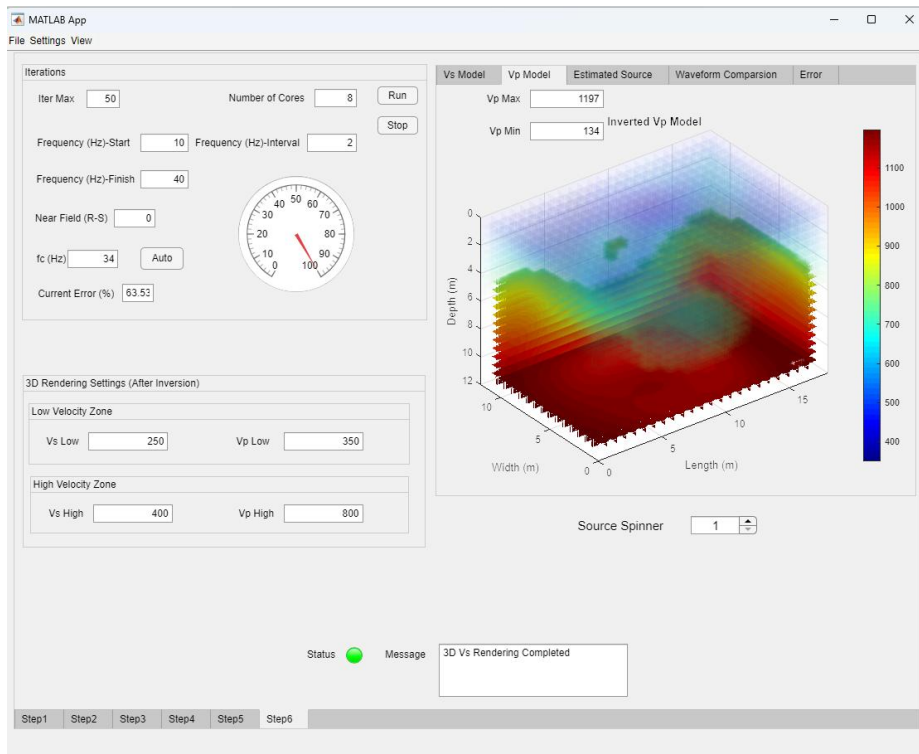 MATLAB App
File Settings View
Iterations
Iter Max 50 Number of Cores 8 Run
Stop
Frequency (Hz)-Start 10 Frequency (Hz)-Interval 2
Frequency (Hz)-Finish 40
Near Field (R-S) 0
fc (Hz) 34 Auto
Current Error (%) 63.53
0 10 20 30 40 50 60 70 80 90 100
3D Rendering Settings (After Inversion)
Low Velocity Zone
Vs Low 250 Vp Low 350
High Velocity Zone
Vs High 400 Vp High 800
Vs Model Vp Model Estimated Source Waveform Comparsion Error
Vp Max 1197
Vp Min 134
Inverted Vp Model
Depth (m)
0
2
4
6
8
10
12
Width (m)
10 5 0
Length (m)
0 5 10 15
1100
1000
900
800
700
600
500
400
Source Spinner 1
Status Message 3D Vs Rendering Completed
Step1 Step2 Step3 Step4 Step5 Step6